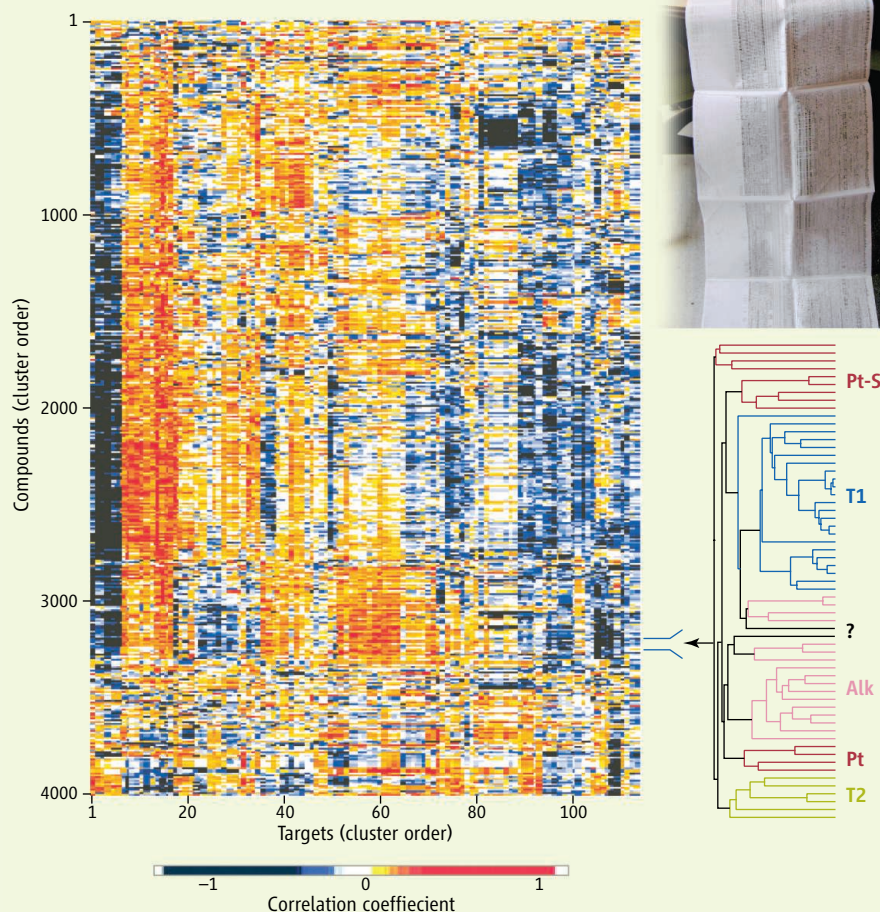 1
1000
2000
3000
4000
Compounds (cluster order)
1
20
40
60
80
100
Targets (cluster order)
–1
0
1
Correlation coeffiecient
Pt-S
T1
?
Alk
Pt
T2